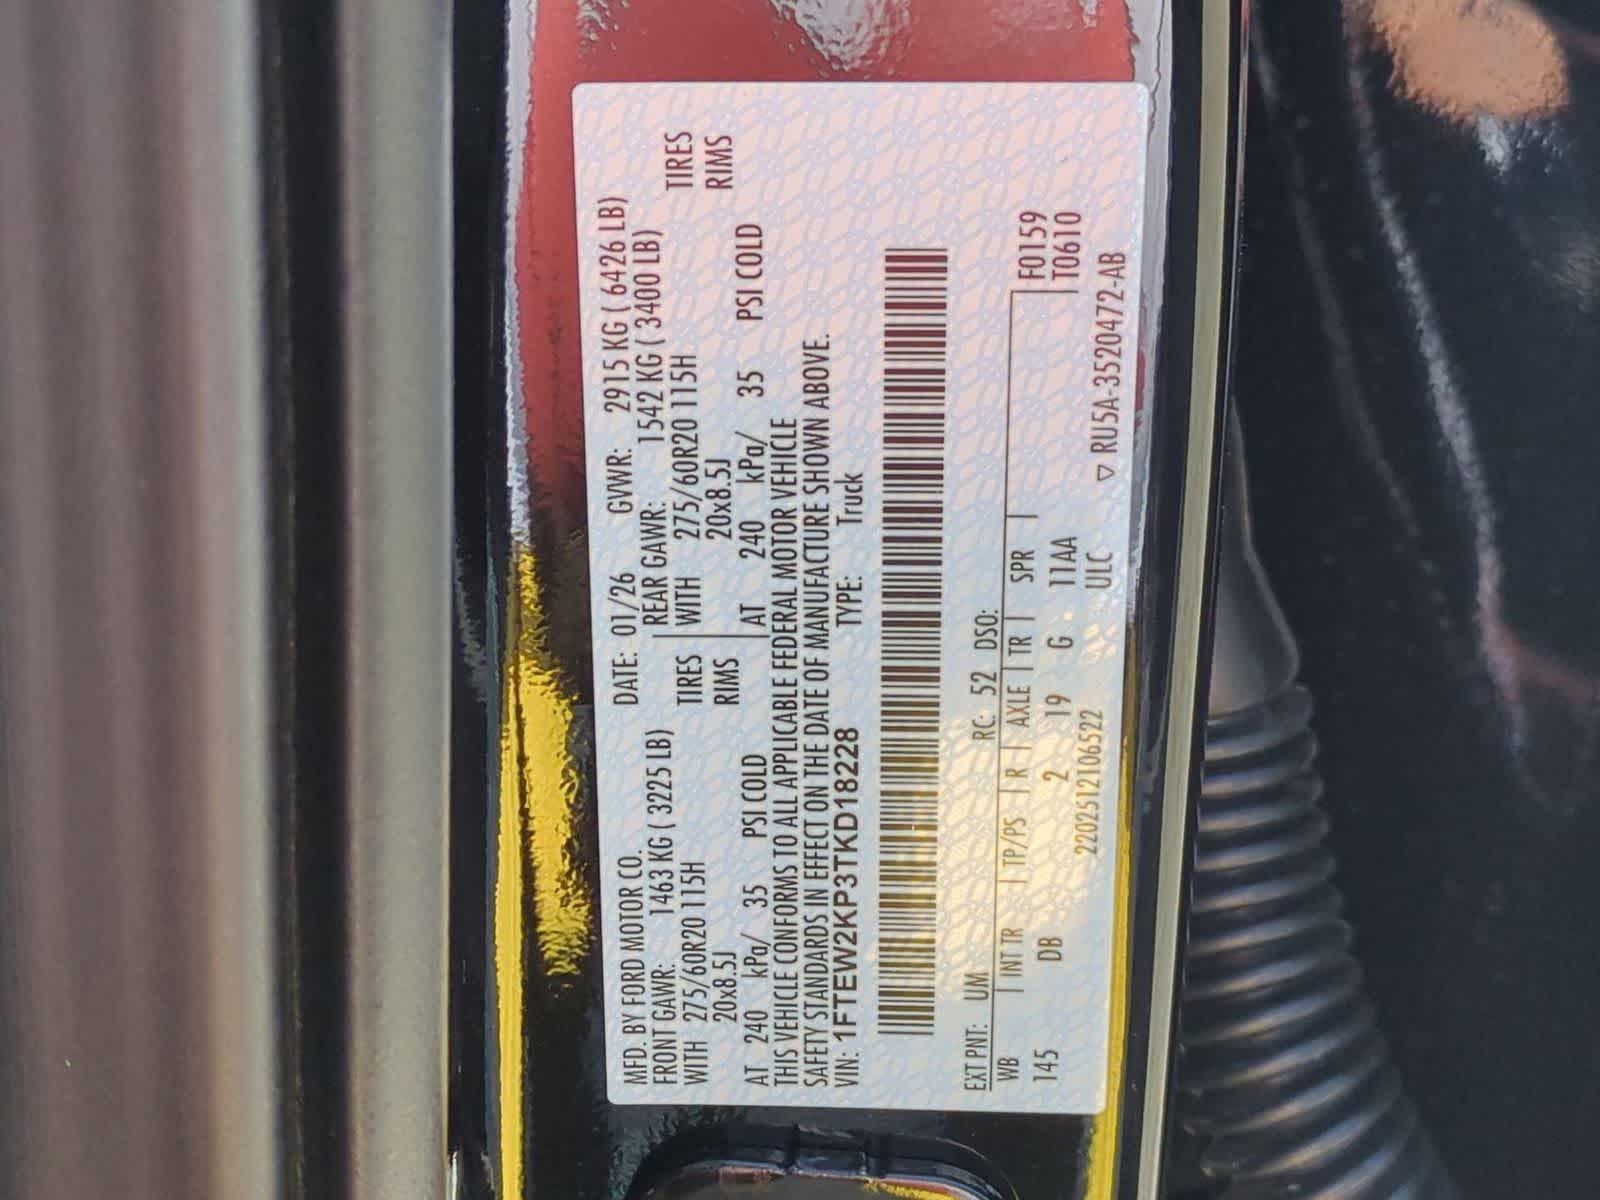 MFD. BY FORD MOTOR CO.
DATE: 01/26 GVWR: 2915 KG ( 6426 LB)
FRONT GAWR: 1463 KG ( 3225 LB)
REAR GAWR: 1542 KG ( 3400 LB)
WITH 275/60R20 115H TIRES
WITH 275/60R20 115H TIRES
20x8.5J RIMS
20x8.5J RIMS
AT 240 kPa/ 35 PSI COLD
AT 240 kPa/ 35 PSI COLD
THIS VEHICLE CONFORMS TO ALL APPLICABLE FEDERAL MOTOR VEHICLE
SAFETY STANDARDS IN EFFECT ON THE DATE OF MANUFACTURE SHOWN ABOVE.
VIN: 1FTEW2KP3TKD18228 TYPE: Truck
EXT PNT: UM RC: 52 DSO:
WB INT TR TP/PS R AXLE TR SPR F0159
145 DB 2 19 G . 11AA T0610
2202512106522 ULC ▽ RU5A-3520472-AB